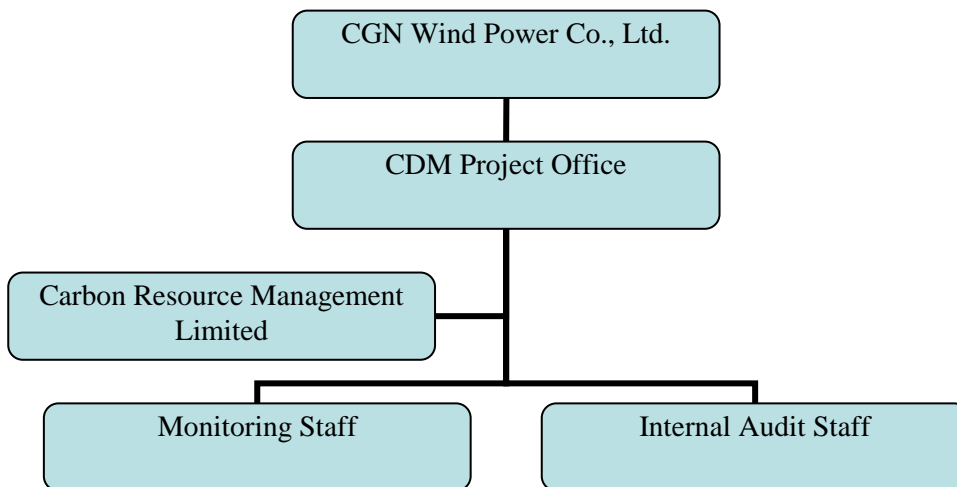 CGN Wind Power Co., Ltd.
CDM Project Office
Carbon Resource Management
Limited
Monitoring Staff
Internal Audit Staff